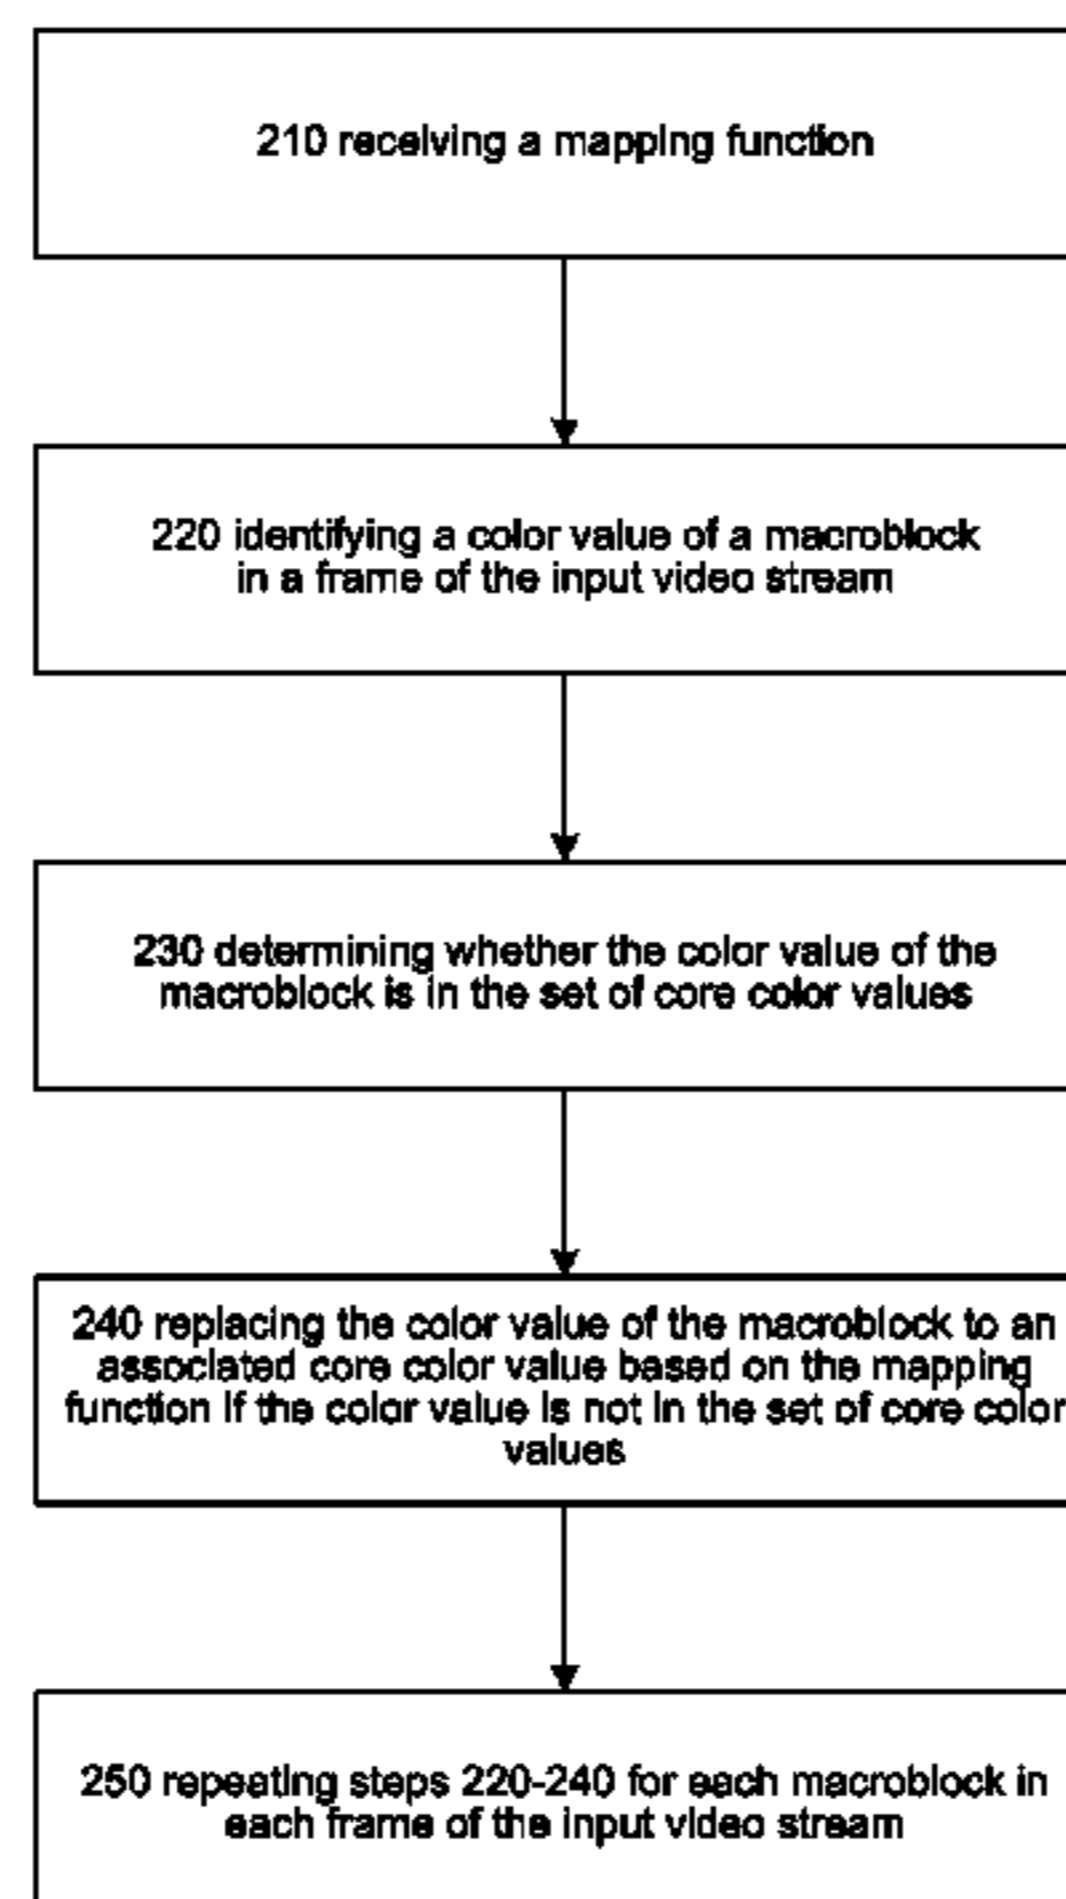 210 receiving a mapping function
220 identifying a color value of a macroblock
in a frame of the input video stream
230 determining whether the color value of the
macroblock is in the set of core color values
240 replacing the color value of the macroblock to an
associated core color value based on the mapping
function if the color value is not in the set of core color
values
250 repeating steps 220-240 for each macroblock in
each frame of the input video stream